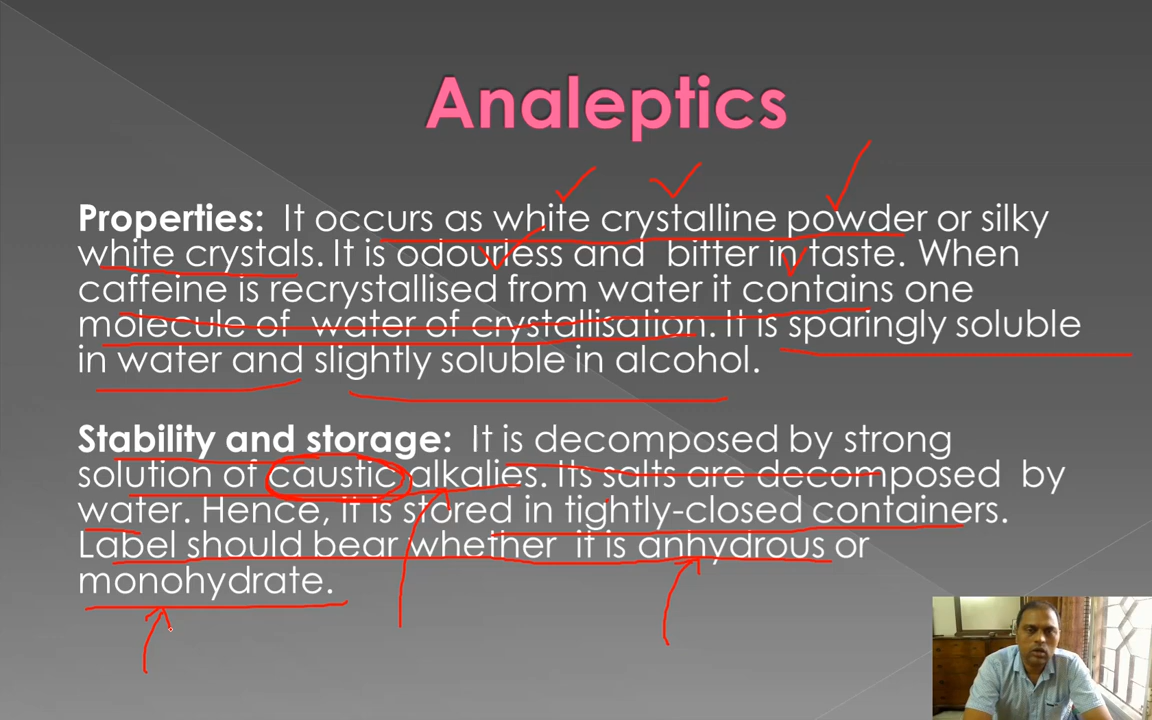 Analeptics
Properties: It occurs as white crystalline powder or silky
white crystals. It is odourless and bitter in taste. When
caffeine is recrystallised from water it contains one
molecule of water of crystallisation. It is sparingly soluble
in water and slightly soluble in alcohol.
Stability and storage: It is decomposed by strong
solution of caustic alkalies. Its salts are decomposed by
water. Hence, it is stored in tightly-closed containers.
Label should bear whether it is anhydrous or
monohydrate.